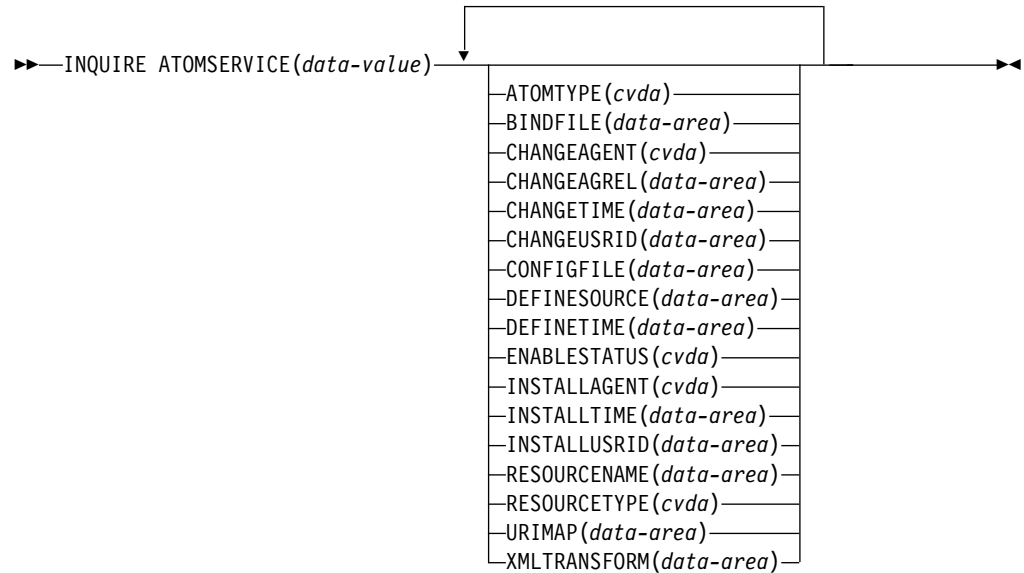 INQUIRE ATOMSERVICE(data-value)
ATOMTYPE(cvda)
BINDFILE(data-area)
CHANGEAGENT(cvda)
CHANGEAGREL(data-area)
CHANGETIME(data-area)
CHANGEUSRID(data-area)
CONFIGFILE(data-area)
DEFINESOURCE(data-area)
DEFINETIME(data-area)
ENABLESTATUS(cvda)
INSTALLAGENT(cvda)
INSTALLTIME(data-area)
INSTALLUSRID(data-area)
RESOURCENAME(data-area)
RESOURCETYPE(cvda)
URIMAP(data-area)
XMLTRANSFORM(data-area)